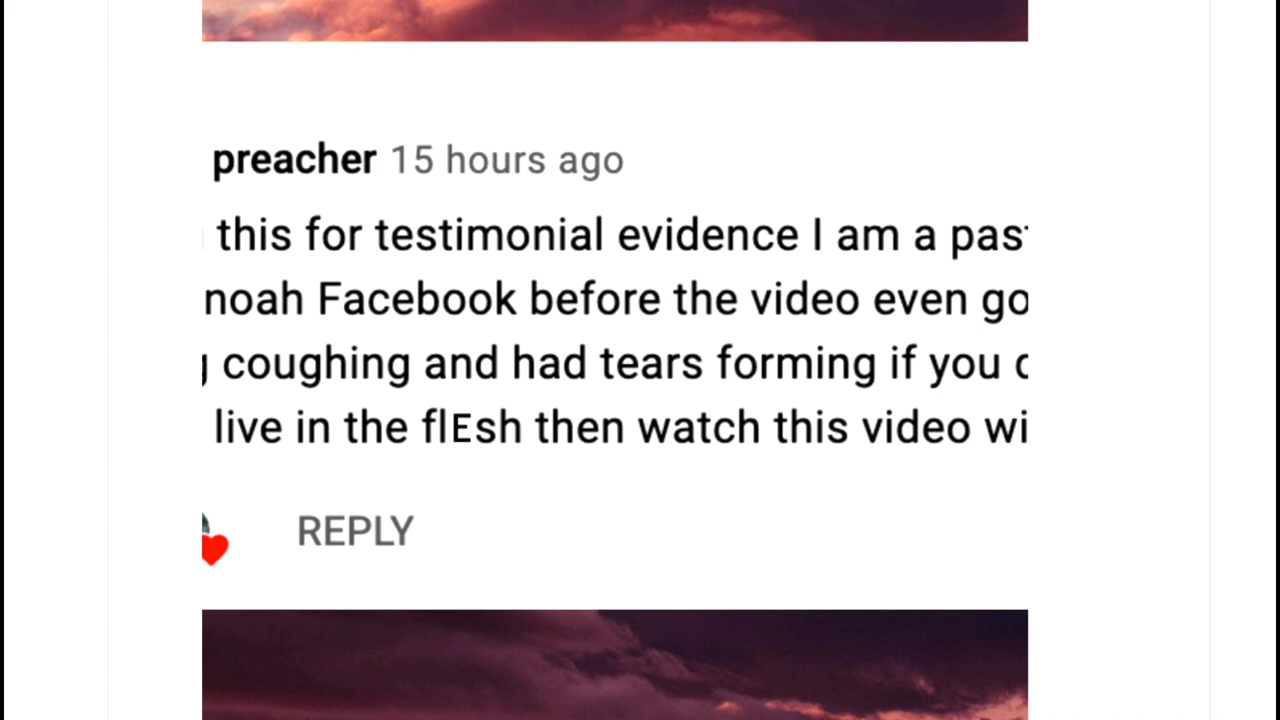 preacher 15 hours ago
this for testimonial evidence I am a
noah Facebook before the video even
coughing and had tears forming if you
live in the flEsh then watch this video
REPLY